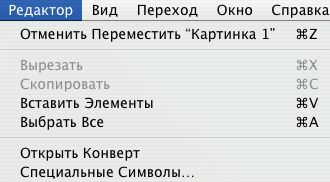 Редактор Вид Переход Окно Справка
Отменить Переместить “Картинка 1” ⌘Z
Вырезать ⌘X
Скопировать ⌘C
Вставить Элементы ⌘V
Выбрать Все ⌘A
Открыть Конверт
Специальные Символы...